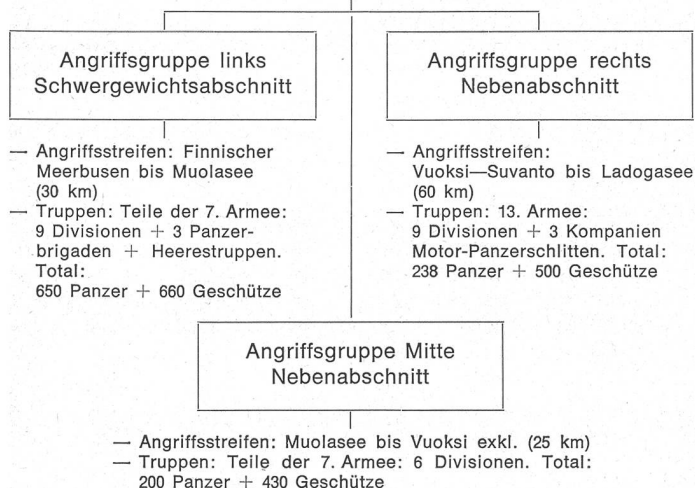 Angriffsgruppe links
Schwergewichtsabschnitt
— Angriffsstreifen: Finnischer
Meerbusen bis Muolasee
(30 km)
— Truppen: Teile der 7. Armee:
9 Divisionen + 3 Panzer-
brigaden + Heerestruppen.
Total:
650 Panzer + 660 Geschütze
Angriffsgruppe rechts
Nebenabschnitt
— Angriffsstreifen:
Vuoksi—Suvanto bis Ladogasee
(60 km)
— Truppen: 13. Armee:
9 Divisionen + 3 Kompanien
Motor-Panzerschlitten. Total:
238 Panzer + 500 Geschütze
Angriffsgruppe Mitte
Nebenabschnitt
— Angriffsstreifen: Muolasee bis Vuoksi exkl. (25 km)
— Truppen: Teile der 7. Armee: 6 Divisionen. Total:
200 Panzer + 430 Geschütze